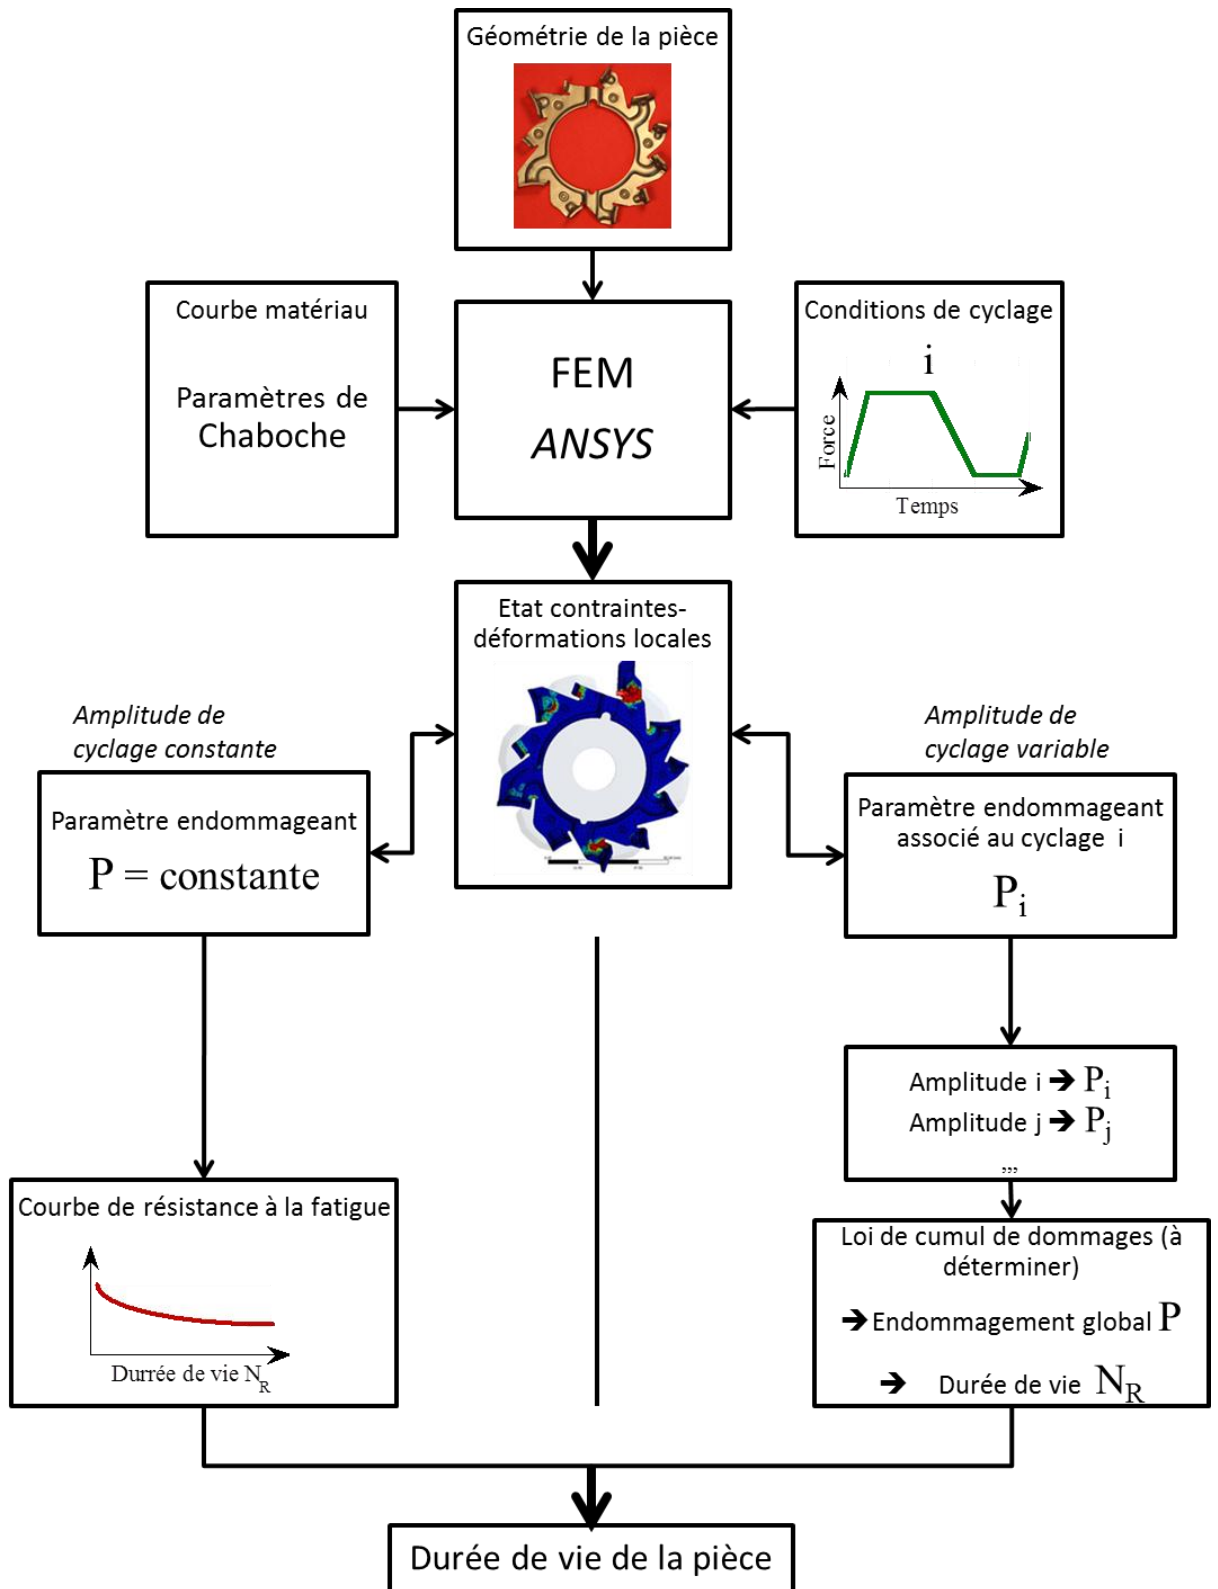 Géométrie de la pièce
Courbe matériau
Paramètres de
Chaboche
FEM
ANSYS
Conditions de cyclage
i
Force
Temps
Etat contraintes-
déformations locales
Amplitude de
cyclage constante
Amplitude de
cyclage variable
Paramètre endommageant
P = constante
Paramètre endommageant
associé au cyclage i
Pi
Amplitude i ➔ Pi
Amplitude j ➔ Pj
,,,
Courbe de résistance à la fatigue
Durrée de vie NR
Loi de cumul de dommages (à
déterminer)
➔ Endommagement global P
➔ Durée de vie NR
Durée de vie de la pièce